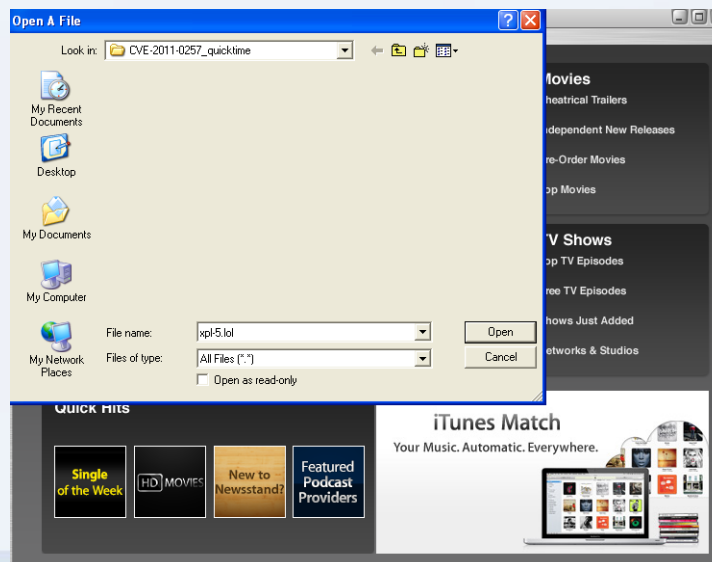 Open A File
Look in:
CVE-2011-0257_quicktime
My Recent
Documents
Desktop
My Documents
My Computer
My Network
Places
File name:
xpl-5.lol
Open
Files of type:
All Files (*.*)
Cancel
Open as read-only
Movies
heatrical Trailers
ndependent New Releases
re-Order Movies
op Movies
TV Shows
op TV Episodes
ree TV Episodes
hows Just Added
etworks & Studios
Quick Hits
Single
of the Week
HD MOVIES
New to
Newsstand?
Featured
Podcast
Providers
iTunes Match
Your Music. Automatic. Everywhere.